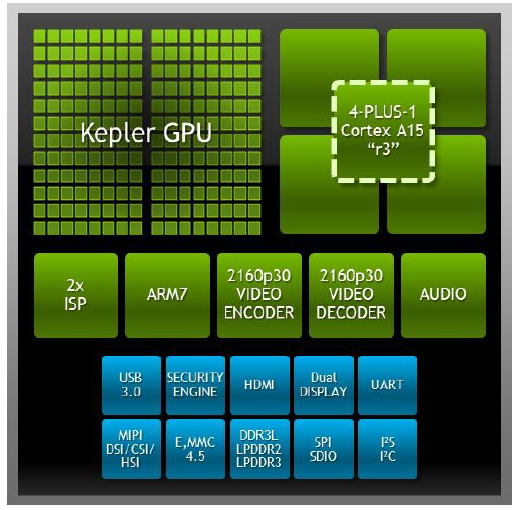 Kepler GPU
4-PLUS-1
Cortex A15
“r3”
2x
ISP
ARM7
2160p30
VIDEO
ENCODER
2160p30
VIDEO
DECODER
AUDIO
USB
3.0
SECURITY
ENGINE
HDMI
Dual
DISPLAY
UART
MIPI
DSI/CSI/
HSI
E,MMC
4.5
DDR3L
LPDDR2
LPDDR3
SPI
SDIO
I²S
I²C